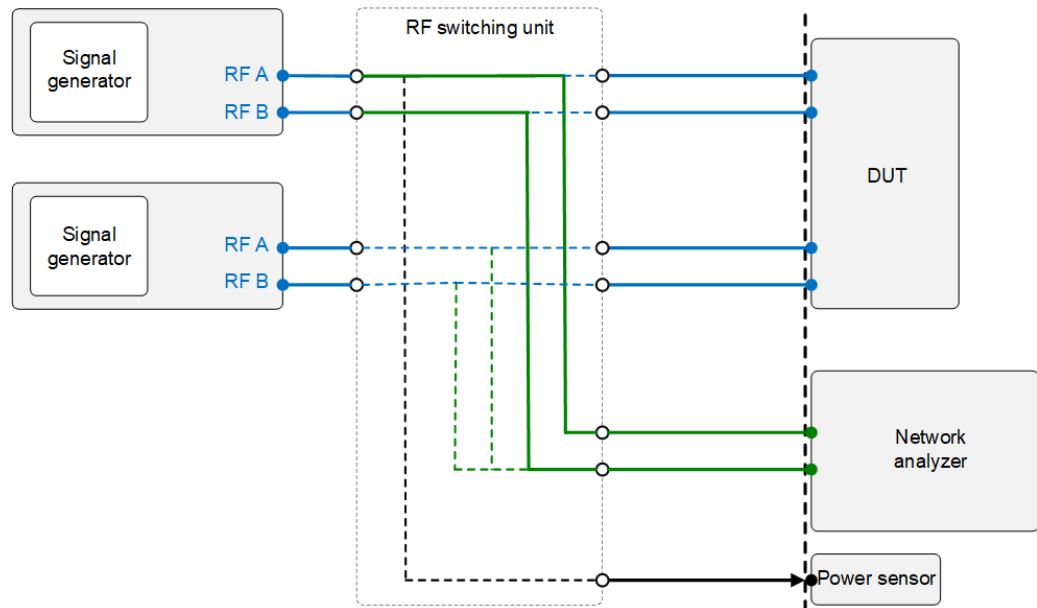 RF switching unit
Signal
generator
RF A
RF B
DUT
Signal
generator
RF A
RF B
Network
analyzer
Power sensor